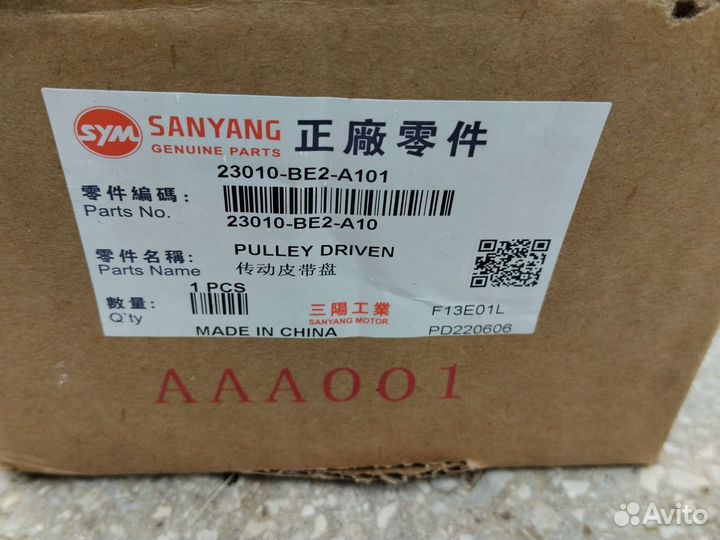 SYM SANYANG 正廠零件
GENUINE PARTS
23010-BE2-A101
零件編碼:
Parts No.
23010-BE2-A10
零件名稱: PULLEY DRIVEN
Parts Name 传动皮带盘
數量: 1 PCS
Q'ty
三陽工業 F13E01L
SANYANG MOTOR
MADE IN CHINA PD220606
AAA001
Avito